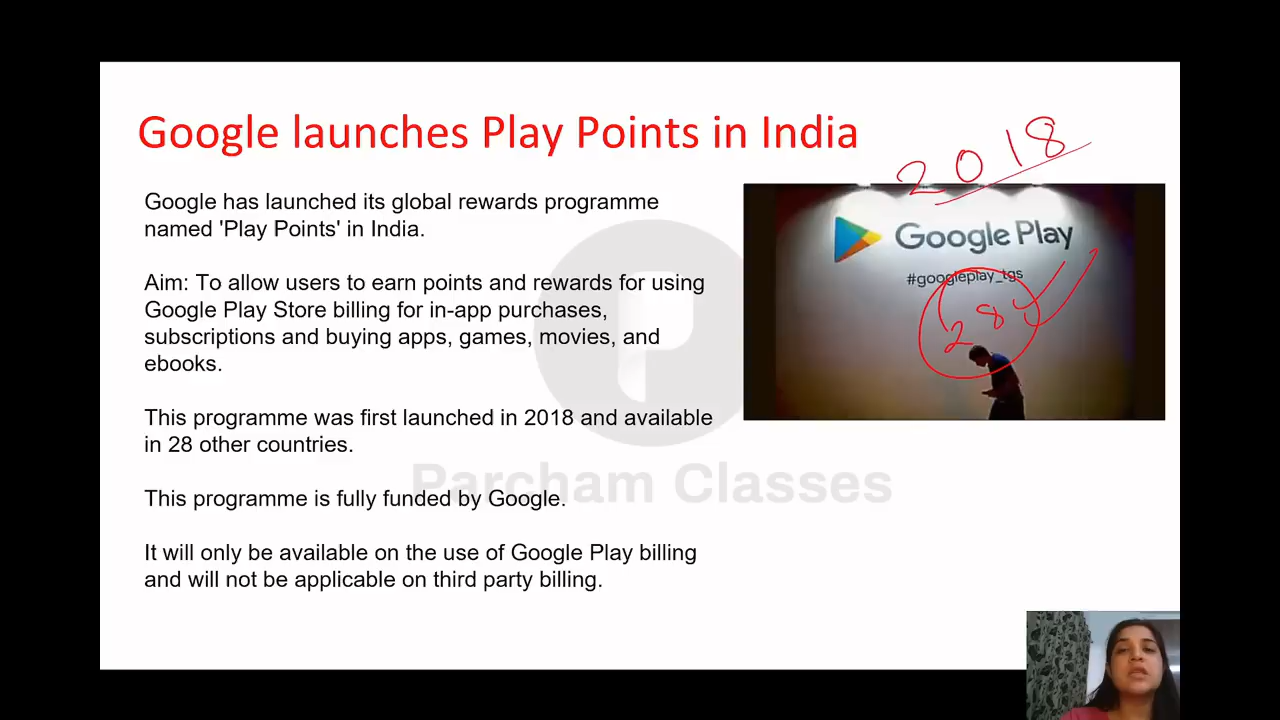 Google launches Play Points in India
2018
Google has launched its global rewards programme
named 'Play Points' in India.
Google Play
#googleplay_tgs
Aim: To allow users to earn points and rewards for using
Google Play Store billing for in-app purchases,
subscriptions and buying apps, games, movies, and
ebooks.
28
This programme was first launched in 2018 and available
in 28 other countries.
Parcham Classes
This programme is fully funded by Google.
It will only be available on the use of Google Play billing
and will not be applicable on third party billing.